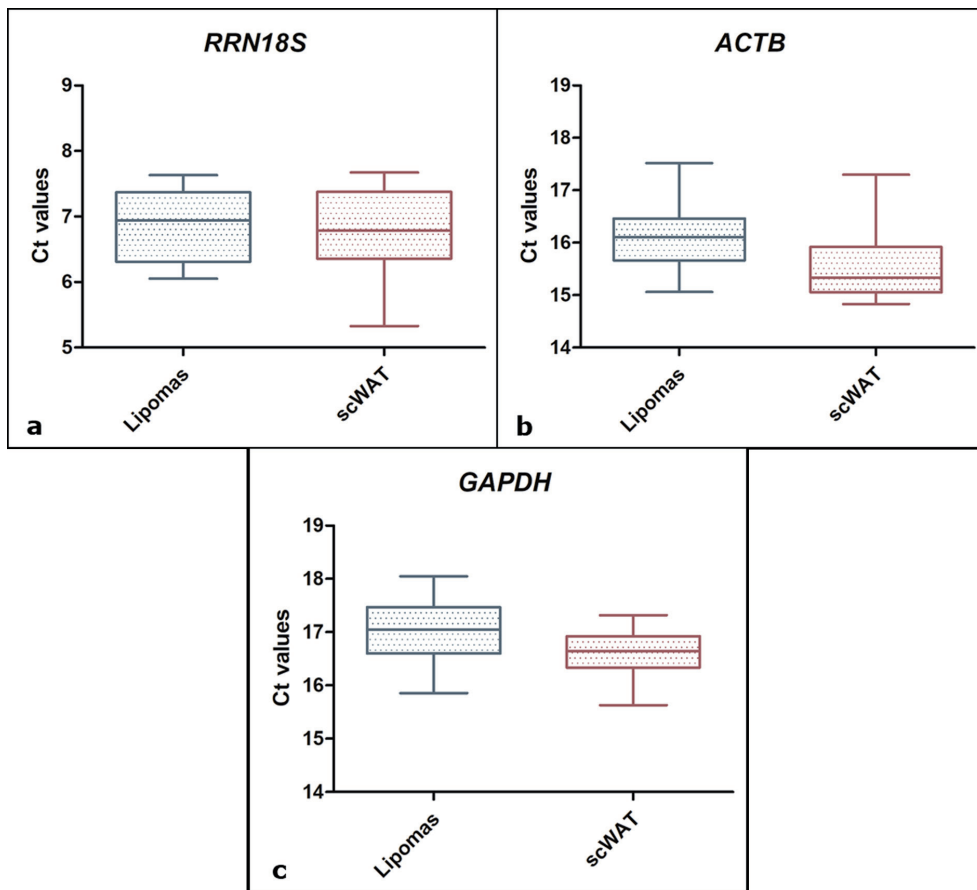 RRN18S
Ct values
9
8
7
6
5
Lipomas
scWAT
a
ACTB
Ct values
19
18
17
16
15
14
Lipomas
scWAT
b
GAPDH
Ct values
19
18
17
16
15
14
Lipomas
scWAT
c